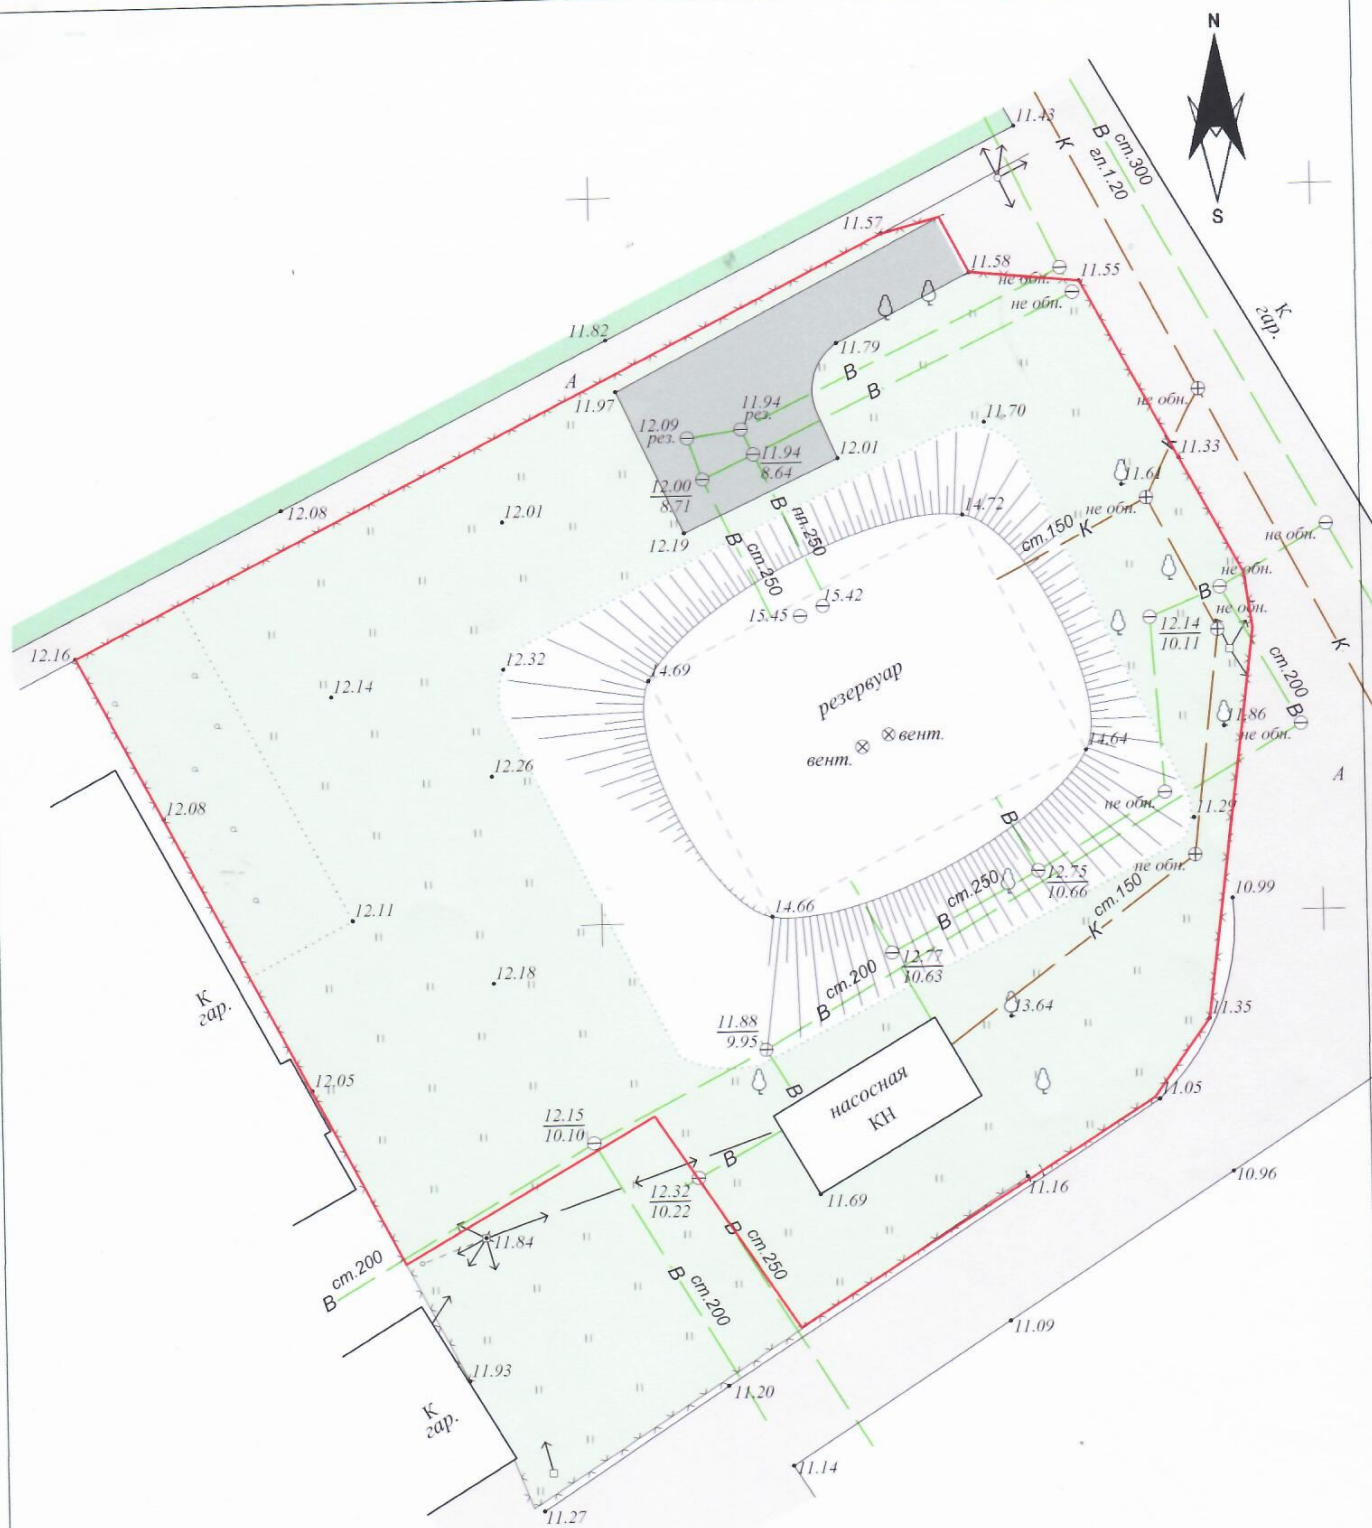 N
S
11.43
К
В
ст.300
гл.1.20
11.57
11.58
11.55
не обн.
не обн.
К
гар.
11.82
А
11.79
В
В
11.97
11.94
рез.
12.09
рез.
не обн.
11.70
12.01
11.94
8.64
12.00
8.71
11.33
11.61
не обн.
12.08
12.01
14.72
В
пп.250
12.19
В
ст.250
ст.150
К
не обн.
не обн.
15.42
15.45
В
не обн.
12.14
10.11
К
12.16
12.32
14.69
12.14
резервуар
ст.200
В
11.86
не обн.
вент.
вент.
14.64
12.26
А
не обн.
11.29
12.08
В
не обн.
12.75
10.66
ст.250
ст.150
10.99
12.11
14.66
В
К
12.77
10.63
12.18
ст.200
К
гар.
13.64
11.35
В
11.88
9.95
насосная
КН
В
12.05
11.05
12.15
10.10
В
10.96
11.16
12.32
10.22
11.69
11.84
В
ст.250
ст.200
В
В
ст.200
11.09
11.93
11.20
К
гар.
11.14
11.27